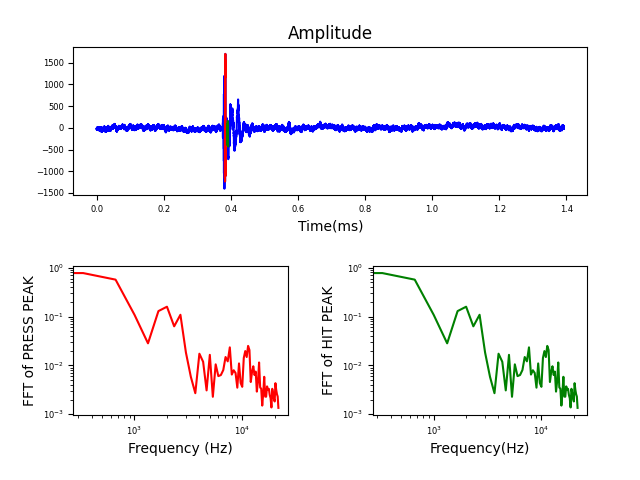 Amplitude
1500
1000
500
0
−500
−1000
−1500
0.0 0.2 0.4 0.6 0.8 1.0 1.2 1.4
Time(ms)
FFT of PRESS PEAK
10⁰
10⁻¹
10⁻²
10⁻³
10³ 10⁴
Frequency (Hz)
FFT of HIT PEAK
10⁰
10⁻¹
10⁻²
10⁻³
10³ 10⁴
Frequency(Hz)